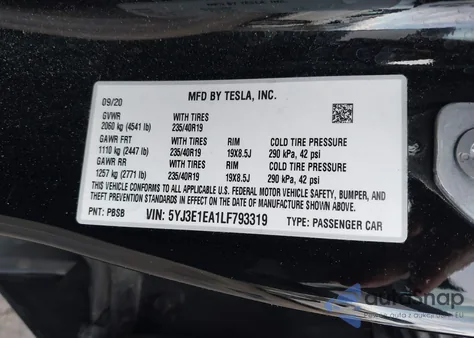 MFD BY TESLA, INC.
09/20
GVWR WITH TIRES
2060 kg (4541 lb) 235/40R19
GAWR FRT WITH TIRES RIM COLD TIRE PRESSURE
1110 kg (2447 lb) 235/40R19 19X8.5J 290 kPa, 42 psi
GAWR RR WITH TIRES RIM COLD TIRE PRESSURE
1257 kg (2771 lb) 235/40R19 19X8.5J 290 kPa, 42 psi
THIS VEHICLE CONFORMS TO ALL APPLICABLE U.S. FEDERAL MOTOR VEHICLE SAFETY, BUMPER, AND
THEFT PREVENTION STANDARDS IN EFFECT ON THE DATE OF MANUFACTURE SHOWN ABOVE.
PNT: PBSB VIN: 5YJ3E1EA1LF793319 TYPE: PASSENGER CAR
autosnap